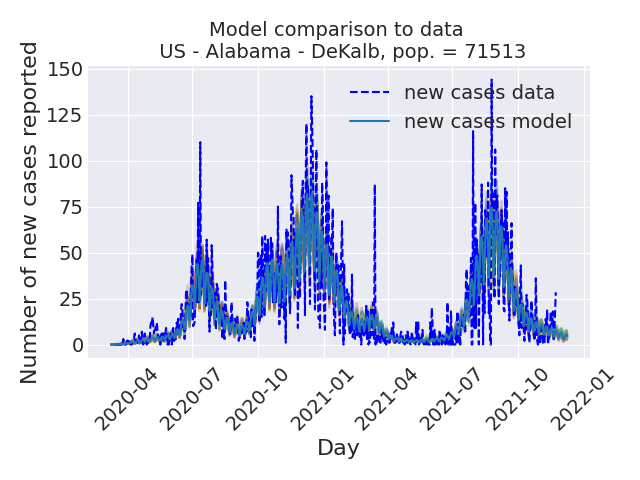 Model comparison to data
US - Alabama - DeKalb, pop. = 71513
Number of new cases reported
150
125
100
75
50
25
0
new cases data
new cases model
2020-04
2020-07
2020-10
2021-01
2021-04
2021-07
2021-10
2022-01
Day